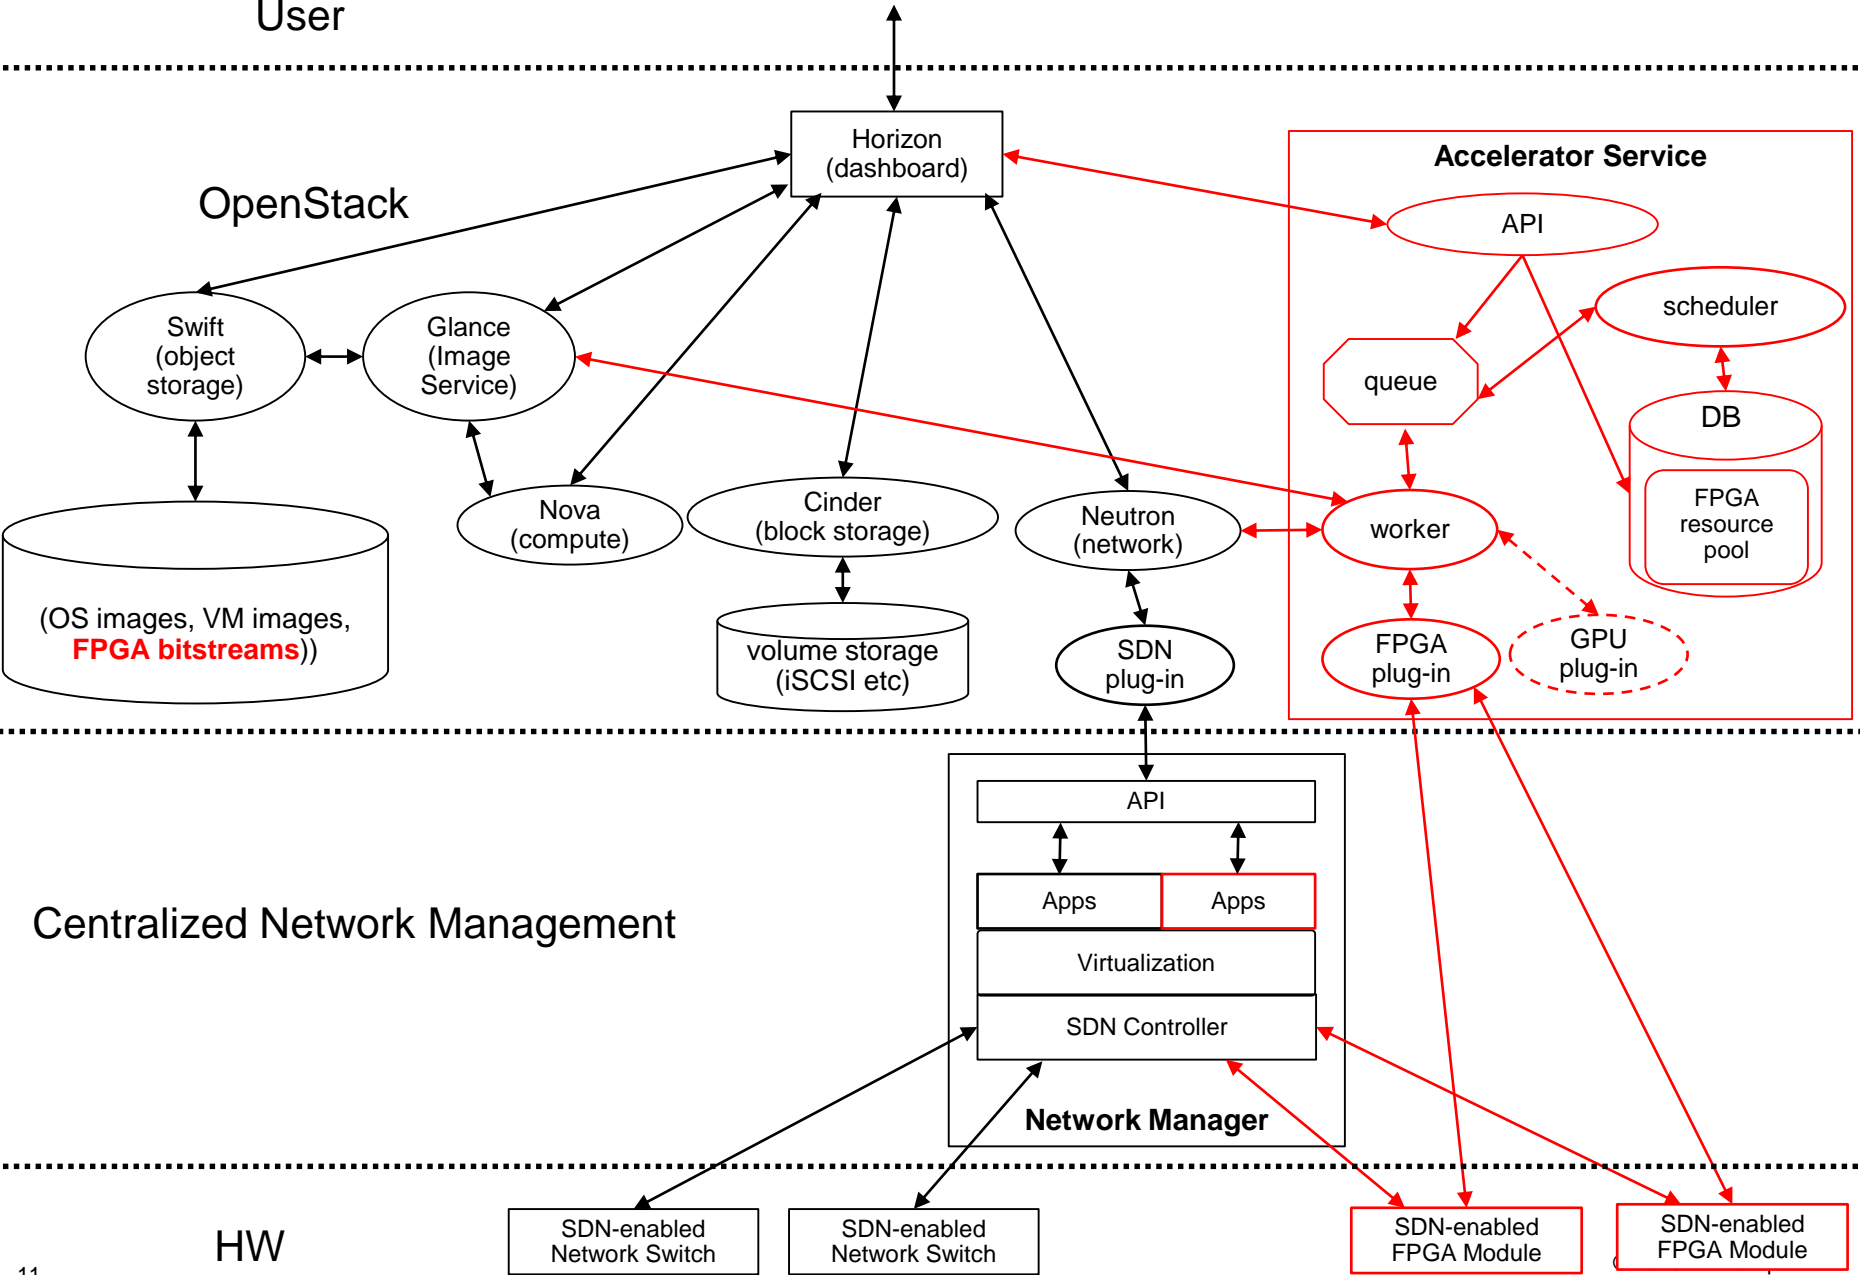 User
Horizon
(dashboard)
Accelerator Service
OpenStack
API
scheduler
Swift
(object
storage)
Glance
(Image
Service)
queue
DB
FPGA
resource
pool
Nova
(compute)
Cinder
(block storage)
Neutron
(network)
worker
(OS images, VM images,
FPGA bitstreams))
volume storage
(iSCSI etc)
SDN
plug-in
FPGA
plug-in
GPU
plug-in
API
Apps
Apps
Centralized Network Management
Virtualization
SDN Controller
Network Manager
HW
SDN-enabled
Network Switch
SDN-enabled
Network Switch
SDN-enabled
FPGA Module
SDN-enabled
FPGA Module
11